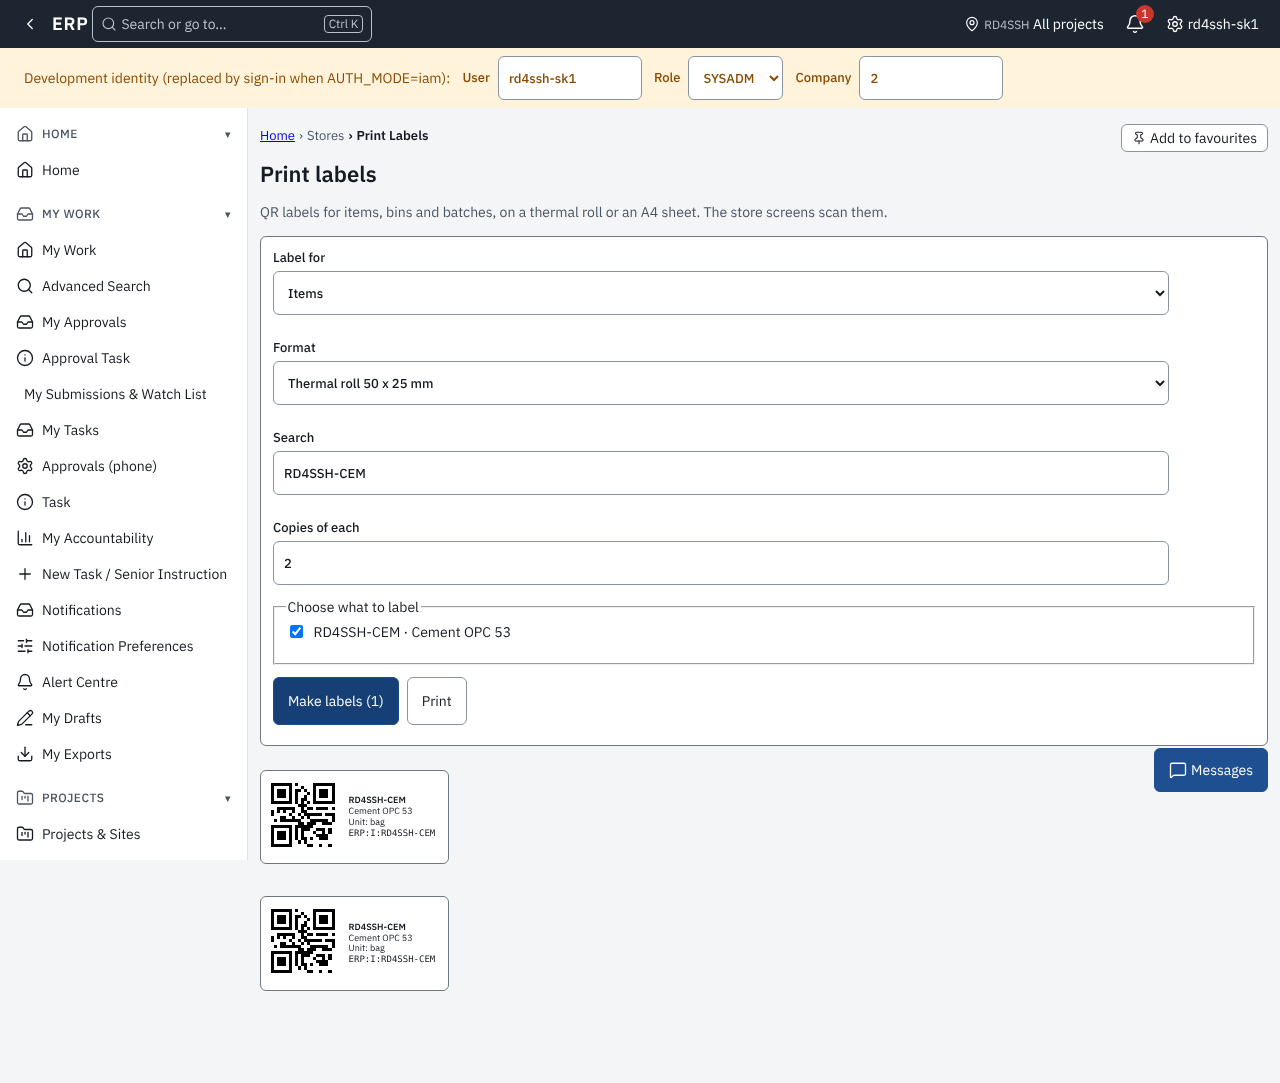 ERP
Search or go to...
Ctrl K
RD4SSH All projects
1
rd4ssh-sk1
Development identity (replaced by sign-in when AUTH_MODE=iam):
User
rd4ssh-sk1
Role
SYSADM
Company
2
HOME
Home
MY WORK
My Work
Advanced Search
My Approvals
Approval Task
My Submissions & Watch List
My Tasks
Approvals (phone)
Task
My Accountability
New Task / Senior Instruction
Notifications
Notification Preferences
Alert Centre
My Drafts
My Exports
PROJECTS
Projects & Sites
Home › Stores › Print Labels
Add to favourites
Print labels
QR labels for items, bins and batches, on a thermal roll or an A4 sheet. The store screens scan them.
Label for
Items
Format
Thermal roll 50 x 25 mm
Search
RD4SSH-CEM
Copies of each
2
Choose what to label
RD4SSH-CEM · Cement OPC 53
Make labels (1)
Print
Messages
RD4SSH-CEM
Cement OPC 53
Unit: bag
ERP:I:RD4SSH-CEM
RD4SSH-CEM
Cement OPC 53
Unit: bag
ERP:I:RD4SSH-CEM